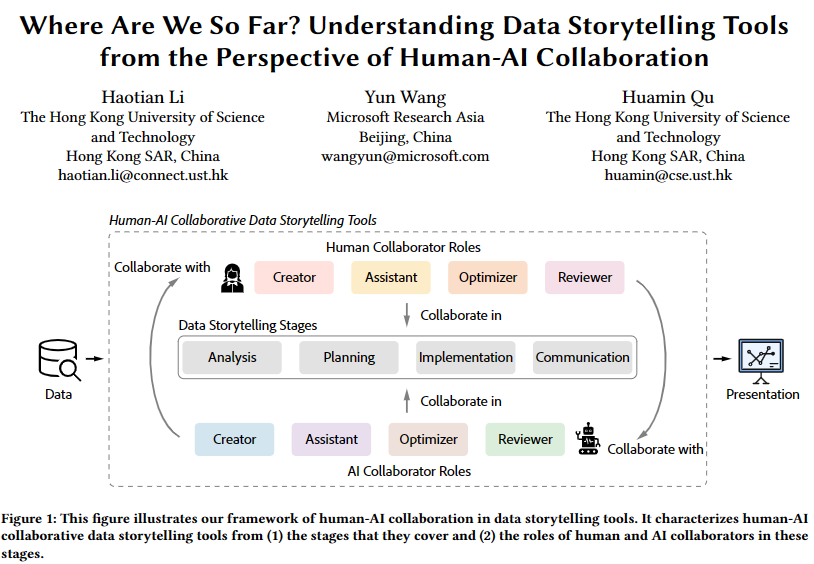 Where Are We So Far? Understanding Data Storytelling Tools
from the Perspective of Human-AI Collaboration
Haotian Li
The Hong Kong University of Science
and Technology
Hong Kong SAR, China
haotian.li@connect.ust.hk
Yun Wang
Microsoft Research Asia
Beijing, China
wangyun@microsoft.com
Huamin Qu
The Hong Kong University of Science
and Technology
Hong Kong SAR, China
huamin@cse.ust.hk
Human-AI Collaborative Data Storytelling Tools
Human Collaborator Roles
Collaborate with
Creator
Assistant
Optimizer
Reviewer
Collaborate in
Data Storytelling Stages
Analysis
Planning
Implementation
Communication
Data
Presentation
Collaborate in
Creator
Assistant
Optimizer
Reviewer
Collaborate with
AI Collaborator Roles
Figure 1: This figure illustrates our framework of human-AI collaboration in data storytelling tools. It characterizes human-AI
collaborative data storytelling tools from (1) the stages that they cover and (2) the roles of human and AI collaborators in these
stages.